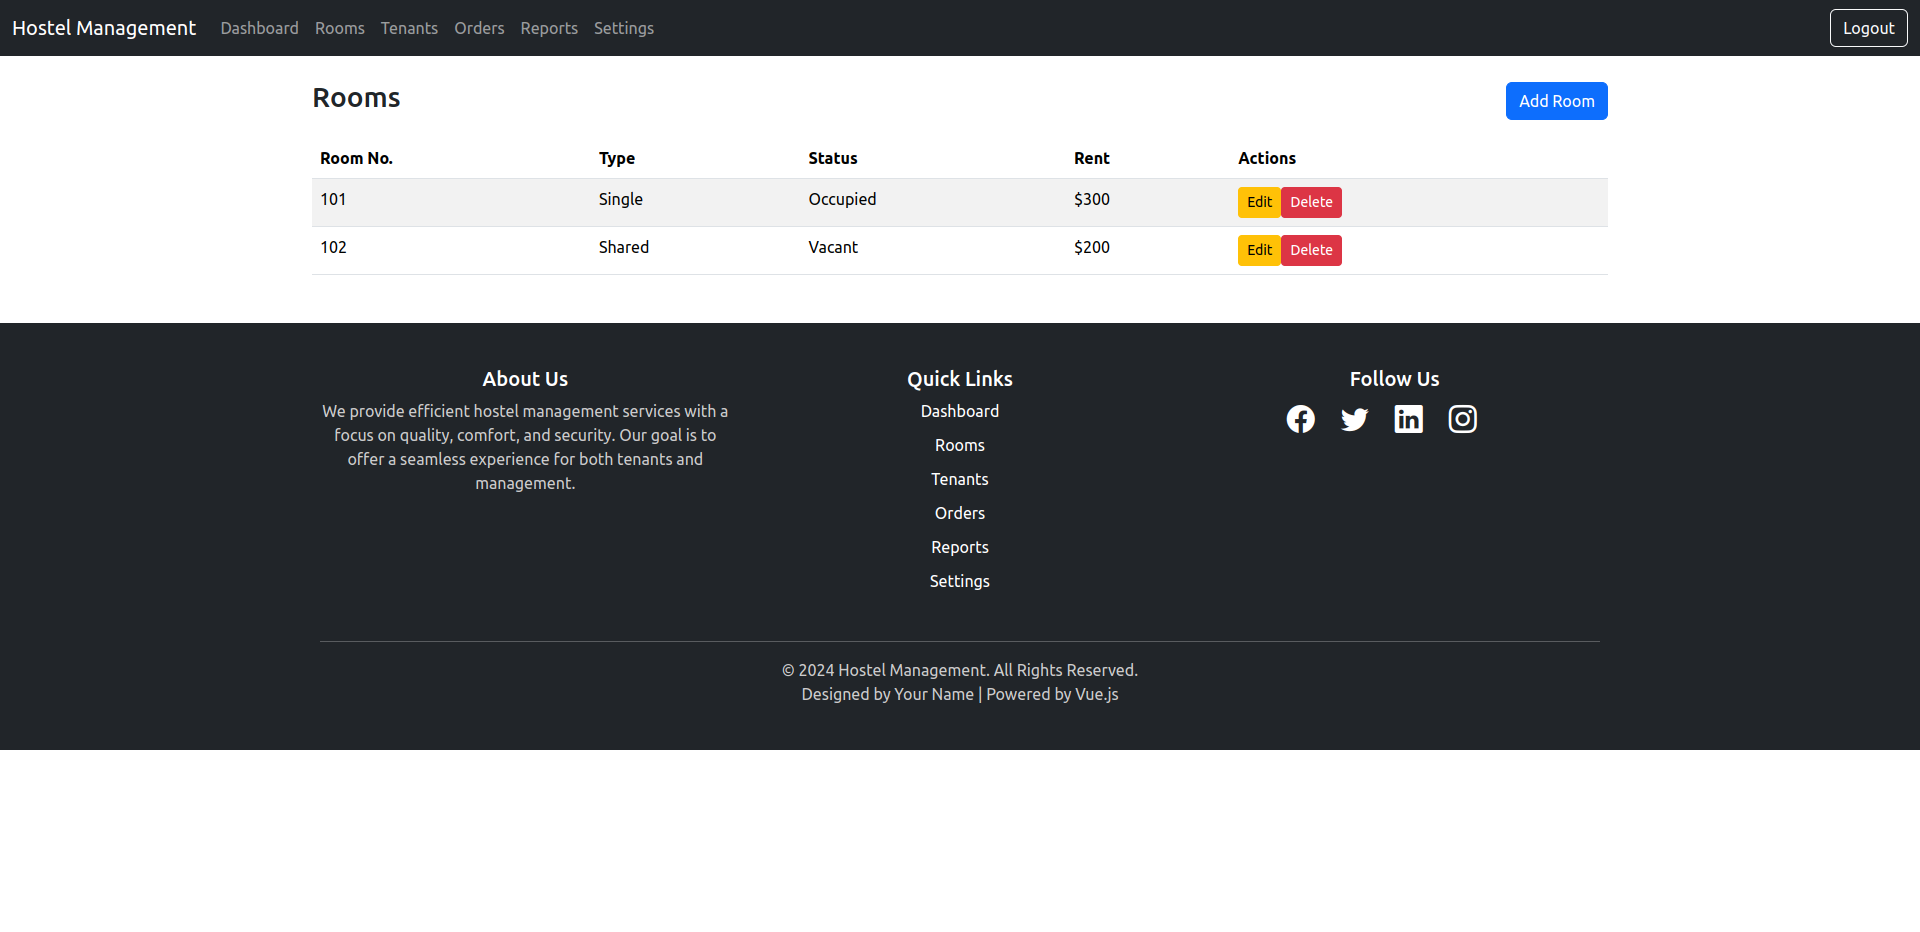 Hostel Management Dashboard Rooms Tenants Orders Reports Settings Logout
Rooms Add Room
Room No. Type Status Rent Actions
101 Single Occupied $300 Edit Delete
102 Shared Vacant $200 Edit Delete
About Us
We provide efficient hostel management services with a
focus on quality, comfort, and security. Our goal is to
offer a seamless experience for both tenants and
management.
Quick Links
Dashboard
Rooms
Tenants
Orders
Reports
Settings
Follow Us
© 2024 Hostel Management. All Rights Reserved.
Designed by Your Name | Powered by Vue.js